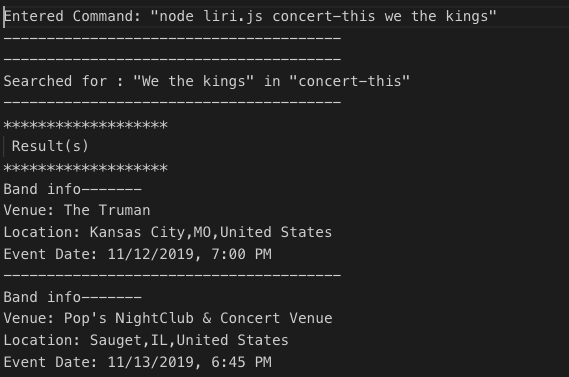 Entered Command: "node liri.js concert-this we the kings"
---------------------------------------
---------------------------------------
Searched for : "We the kings" in "concert-this"
---------------------------------------
*******************
Result(s)
*******************
Band info-------
Venue: The Truman
Location: Kansas City,MO,United States
Event Date: 11/12/2019, 7:00 PM
---------------------------------------
Band info-------
Venue: Pop's NightClub & Concert Venue
Location: Sauget,IL,United States
Event Date: 11/13/2019, 6:45 PM